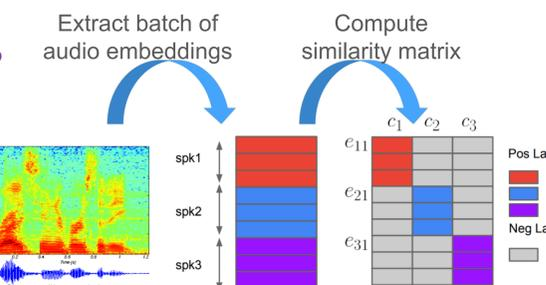 Extract batch of
audio embeddings
Compute
similarity matrix
c₁ c₂ c₃
spk1
spk2
spk3
e₁₁
e₂₁
e₃₁
Pos La
Neg La
Time (s)